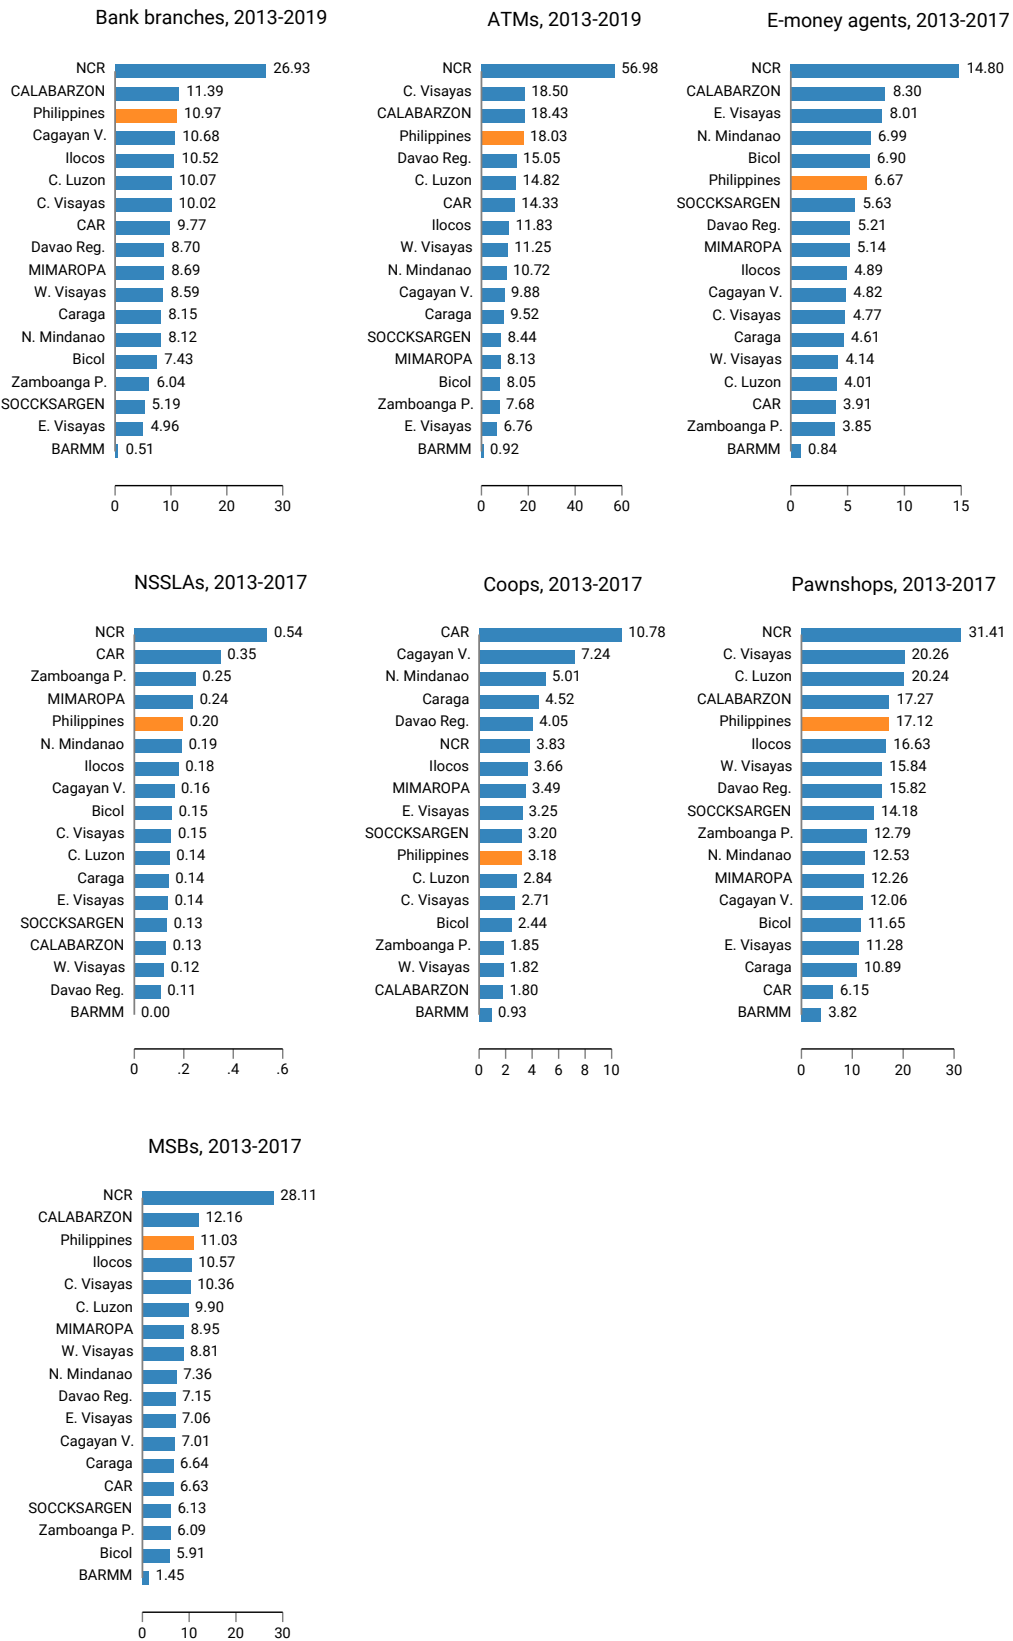 Bank branches, 2013-2019
NCR 26.93
CALABARZON 11.39
Philippines 10.97
Cagayan V. 10.68
Ilocos 10.52
C. Luzon 10.07
C. Visayas 10.02
CAR 9.77
Davao Reg. 8.70
MIMAROPA 8.69
W. Visayas 8.59
Caraga 8.15
N. Mindanao 8.12
Bicol 7.43
Zamboanga P. 6.04
SOCCKSARGEN 5.19
E. Visayas 4.96
BARMM 0.51
0 10 20 30
ATMs, 2013-2019
NCR 56.98
C. Visayas 18.50
CALABARZON 18.43
Philippines 18.03
Davao Reg. 15.05
C. Luzon 14.82
CAR 14.33
Ilocos 11.83
W. Visayas 11.25
N. Mindanao 10.72
Cagayan V. 9.88
Caraga 9.52
SOCCKSARGEN 8.44
MIMAROPA 8.13
Bicol 8.05
Zamboanga P. 7.68
E. Visayas 6.76
BARMM 0.92
0 20 40 60
E-money agents, 2013-2017
NCR 14.80
CALABARZON 8.30
E. Visayas 8.01
N. Mindanao 6.99
Bicol 6.90
Philippines 6.67
SOCCKSARGEN 5.63
Davao Reg. 5.21
MIMAROPA 5.14
Ilocos 4.89
Cagayan V. 4.82
C. Visayas 4.77
Caraga 4.61
W. Visayas 4.14
C. Luzon 4.01
CAR 3.91
Zamboanga P. 3.85
BARMM 0.84
0 5 10 15
NSSLAs, 2013-2017
NCR 0.54
CAR 0.35
Zamboanga P. 0.25
MIMAROPA 0.24
Philippines 0.20
N. Mindanao 0.19
Ilocos 0.18
Cagayan V. 0.16
Bicol 0.15
C. Visayas 0.15
C. Luzon 0.14
Caraga 0.14
E. Visayas 0.14
SOCCKSARGEN 0.13
CALABARZON 0.13
W. Visayas 0.12
Davao Reg. 0.11
BARMM 0.00
0 .2 .4 .6
Coops, 2013-2017
CAR 10.78
Cagayan V. 7.24
N. Mindanao 5.01
Caraga 4.52
Davao Reg. 4.05
NCR 3.83
Ilocos 3.66
MIMAROPA 3.49
E. Visayas 3.25
SOCCKSARGEN 3.20
Philippines 3.18
C. Luzon 2.84
C. Visayas 2.71
Bicol 2.44
Zamboanga P. 1.85
W. Visayas 1.82
CALABARZON 1.80
BARMM 0.93
0 2 4 6 8 10
Pawnshops, 2013-2017
NCR 31.41
C. Visayas 20.26
C. Luzon 20.24
CALABARZON 17.27
Philippines 17.12
Ilocos 16.63
W. Visayas 15.84
Davao Reg. 15.82
SOCCKSARGEN 14.18
Zamboanga P. 12.79
N. Mindanao 12.53
MIMAROPA 12.26
Cagayan V. 12.06
Bicol 11.65
E. Visayas 11.28
Caraga 10.89
CAR 6.15
BARMM 3.82
0 10 20 30
MSBs, 2013-2017
NCR 28.11
CALABARZON 12.16
Philippines 11.03
Ilocos 10.57
C. Visayas 10.36
C. Luzon 9.90
MIMAROPA 8.95
W. Visayas 8.81
N. Mindanao 7.36
Davao Reg. 7.15
E. Visayas 7.06
Cagayan V. 7.01
Caraga 6.64
CAR 6.63
SOCCKSARGEN 6.13
Zamboanga P. 6.09
Bicol 5.91
BARMM 1.45
0 10 20 30